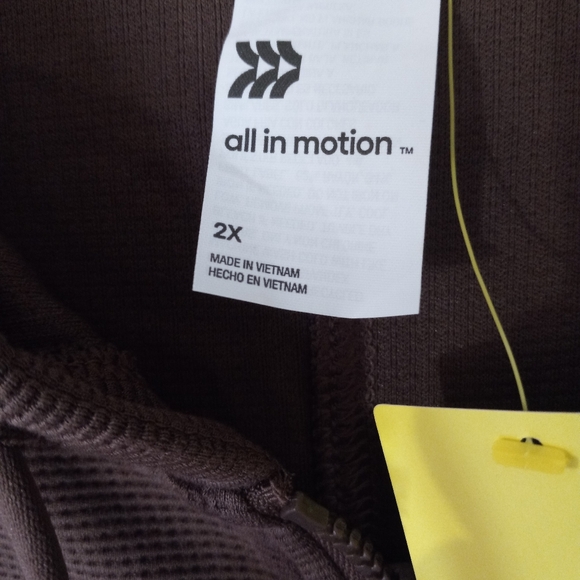 all in motion ™
2X
MADE IN VIETNAM
HECHO EN VIETNAM